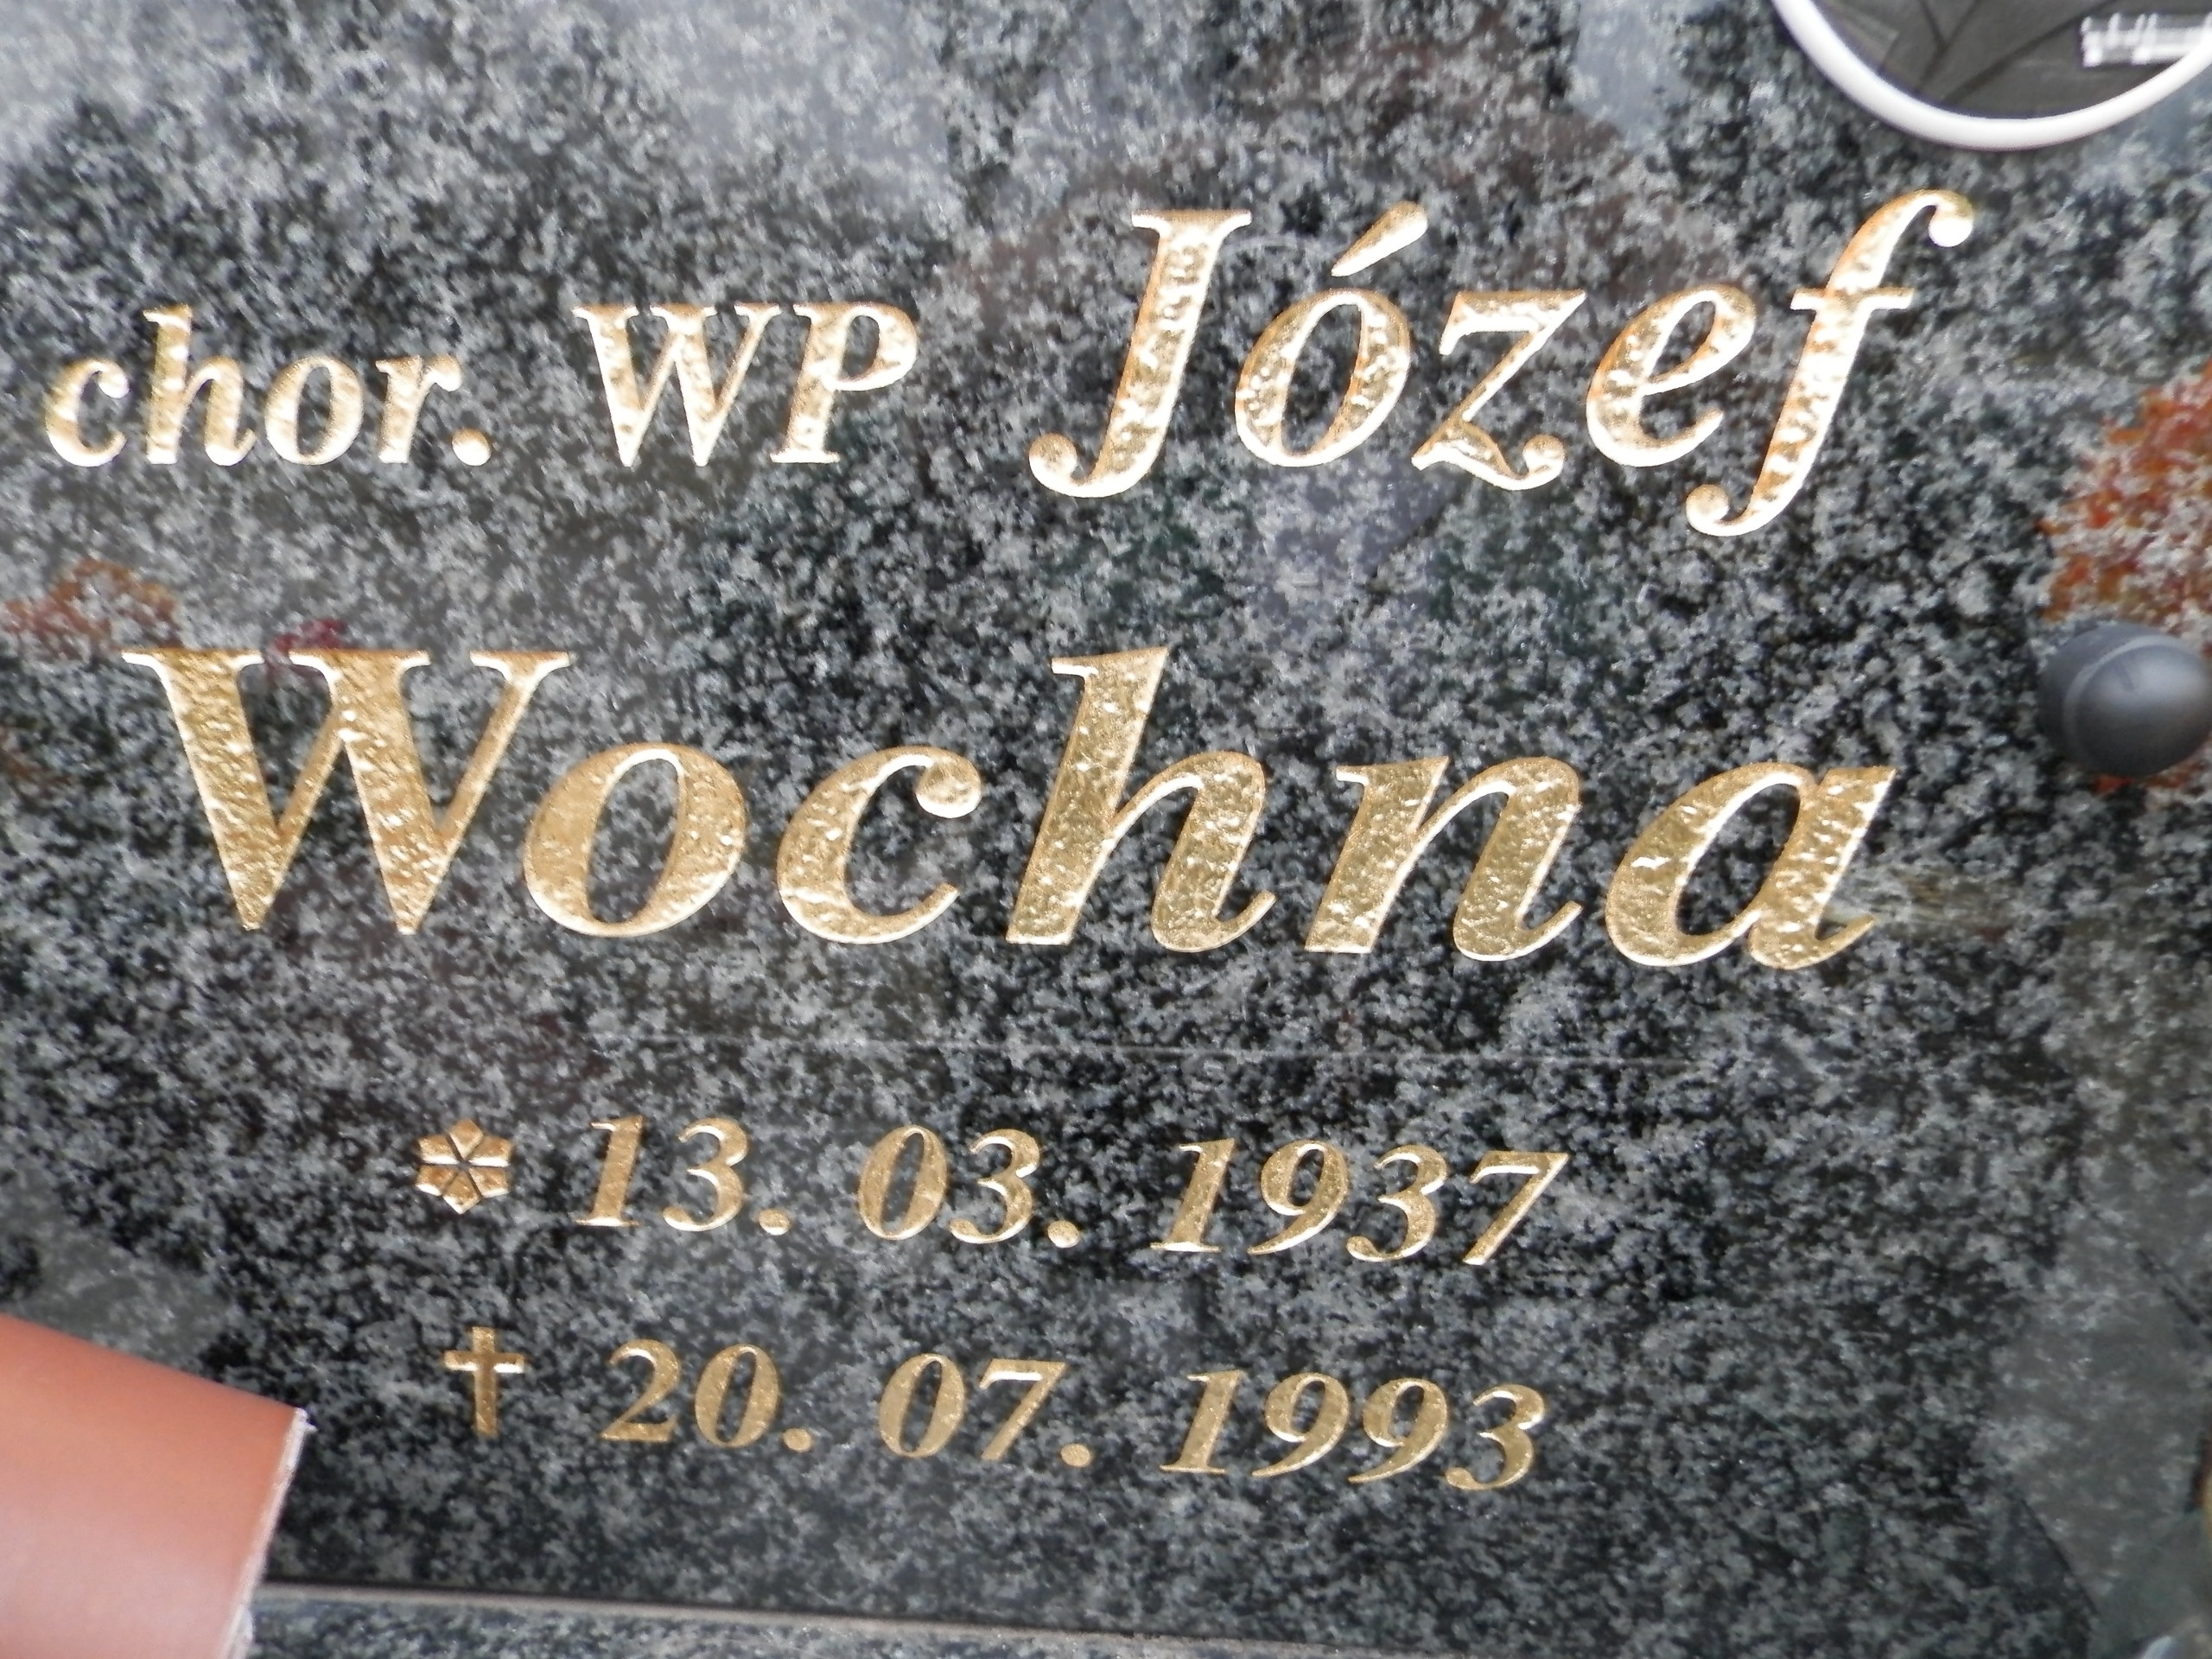 chor. WP Józef
Wochna
* 13. 03. 1937
† 20. 07. 1993